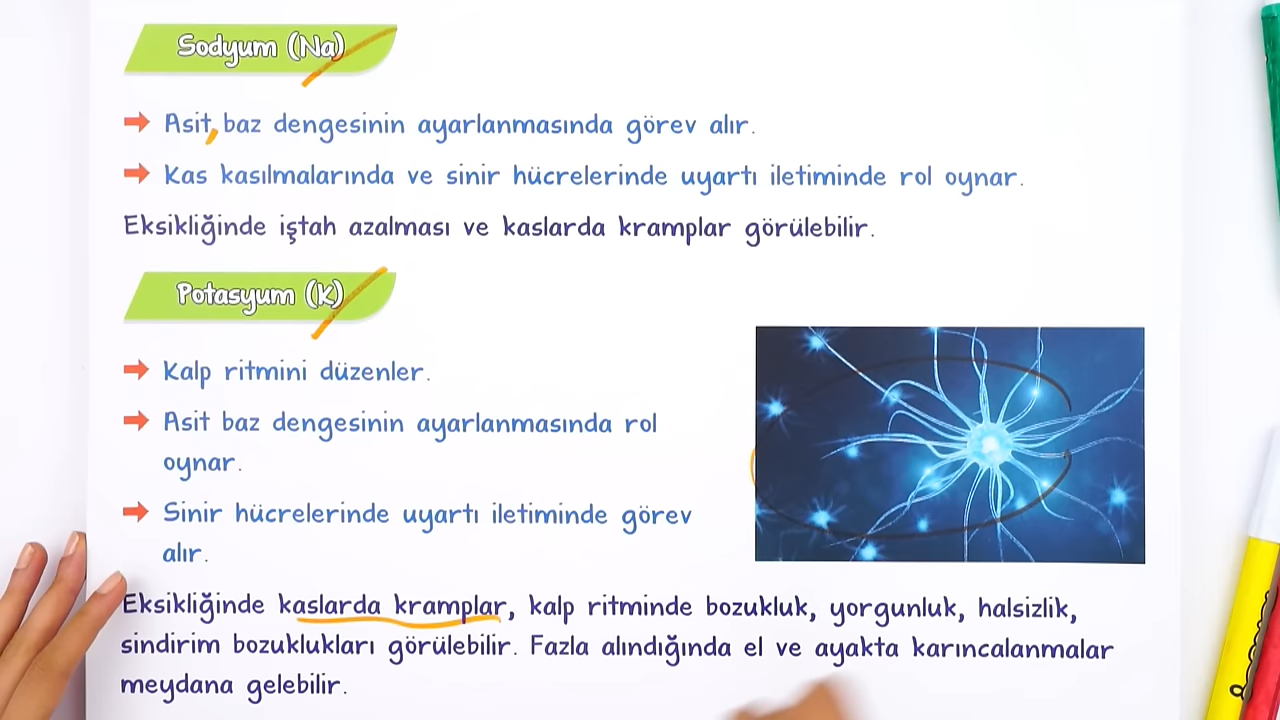 Sodyum (Na)
Asit baz dengesinin ayarlanmasında görev alır.
Kas kasılmalarında ve sinir hücrelerinde uyartı iletiminde rol oynar.
Eksikliğinde iştah azalması ve kaslarda kramplar görülebilir.
Potasyum (K)
Kalp ritmini düzenler.
Asit baz dengesinin ayarlanmasında rol
oynar.
Sinir hücrelerinde uyartı iletiminde görev
alır.
Eksikliğinde kaslarda kramplar, kalp ritminde bozukluk, yorgunluk, halsizlik,
sindirim bozuklukları görülebilir. Fazla alındığında el ve ayakta karıncalanmalar
meydana gelebilir.